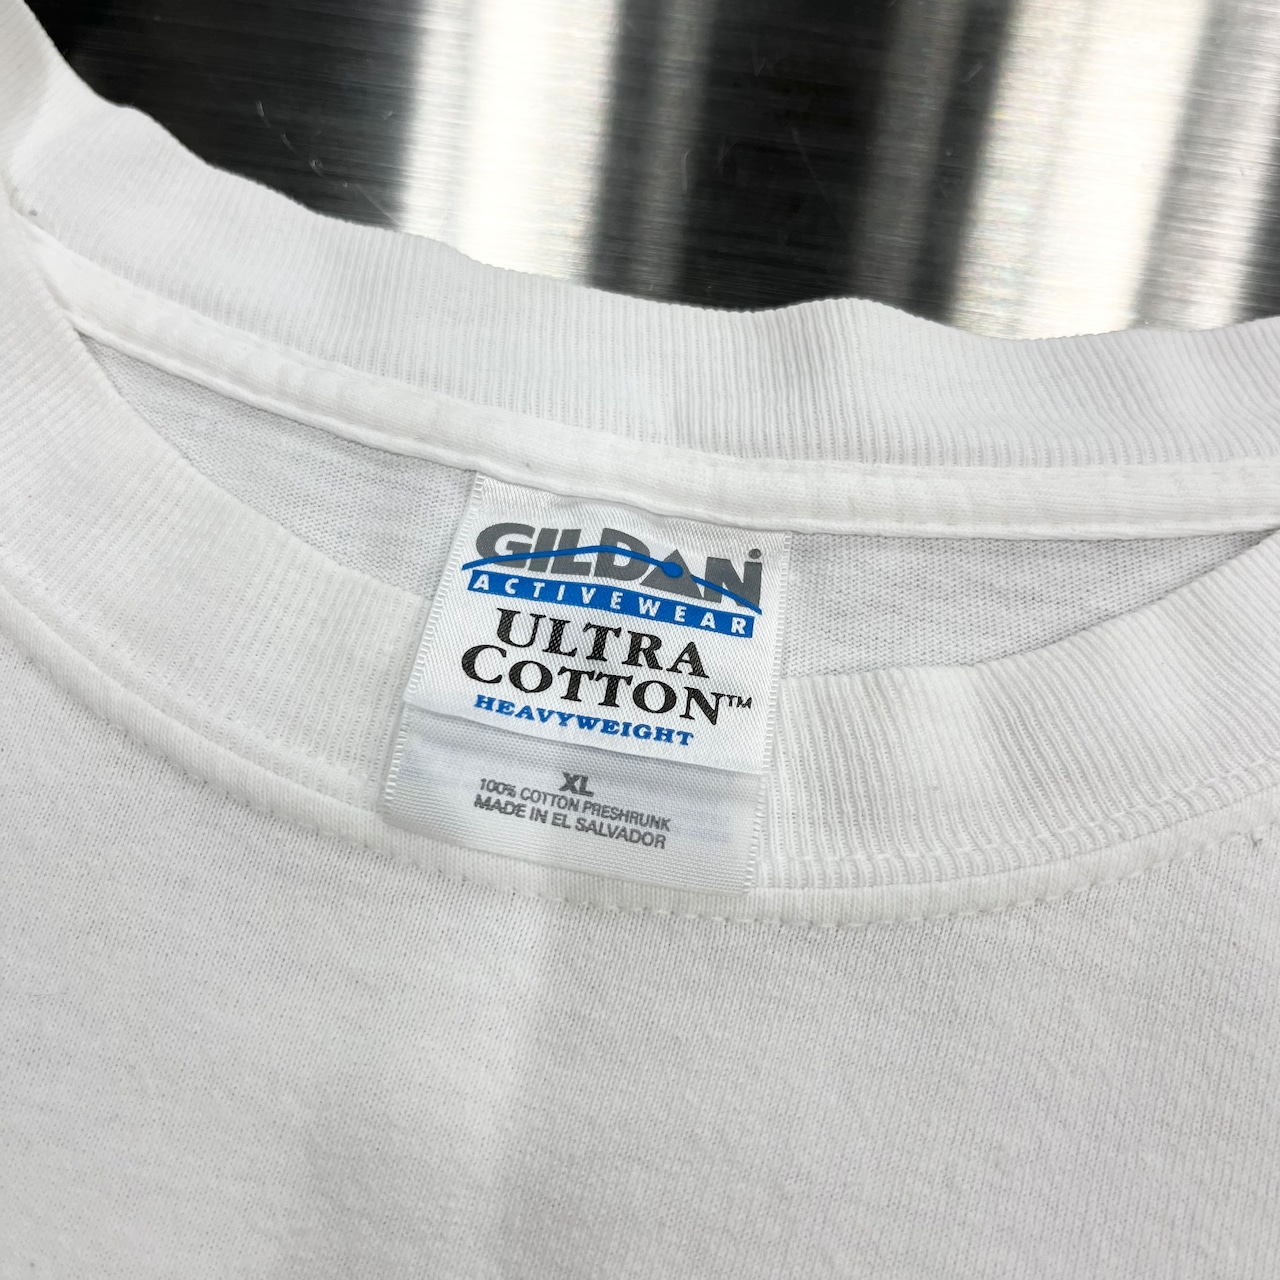 GILDAN
ACTIVEWEAR
ULTRA
COTTON™
HEAVYWEIGHT
XL
100% COTTON PRESHRUNK
MADE IN EL SALVADOR